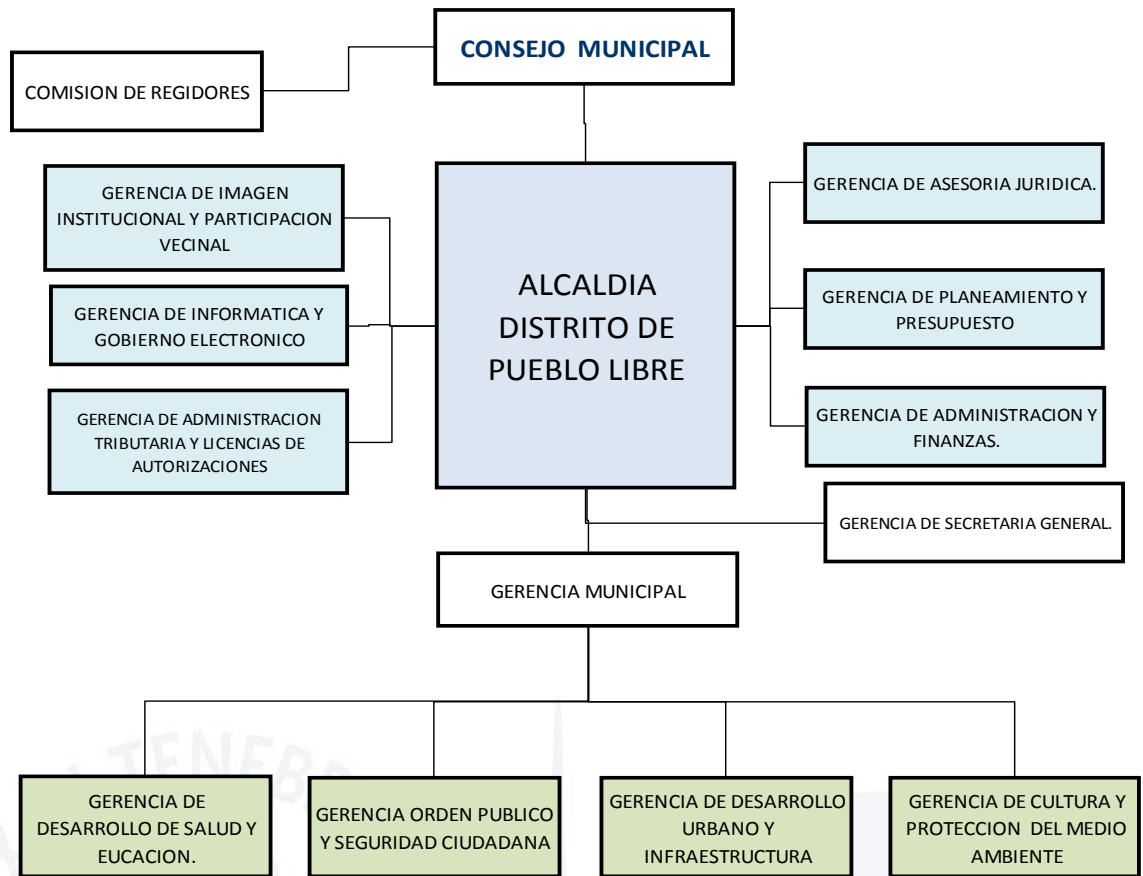 CONSEJO MUNICIPAL
COMISION DE REGIDORES
GERENCIA DE IMAGEN
INSTITUCIONAL Y PARTICIPACION
VECINAL
GERENCIA DE INFORMATICA Y
GOBIERNO ELECTRONICO
GERENCIA DE ADMINISTRACION
TRIBUTARIA Y LICENCIAS DE
AUTORIZACIONES
ALCALDIA
DISTRITO DE
PUEBLO LIBRE
GERENCIA DE ASESORIA JURIDICA.
GERENCIA DE PLANEAMIENTO Y
PRESUPUESTO
GERENCIA DE ADMINISTRACION Y
FINANZAS.
GERENCIA DE SECRETARIA GENERAL.
GERENCIA MUNICIPAL
GERENCIA DE
DESARROLLO DE SALUD Y
EUCACION.
GERENCIA ORDEN PUBLICO
Y SEGURIDAD CIUDADANA
GERENCIA DE DESARROLLO
URBANO Y
INFRAESTRUCTURA
GERENCIA DE CULTURA Y
PROTECCION DEL MEDIO
AMBIENTE